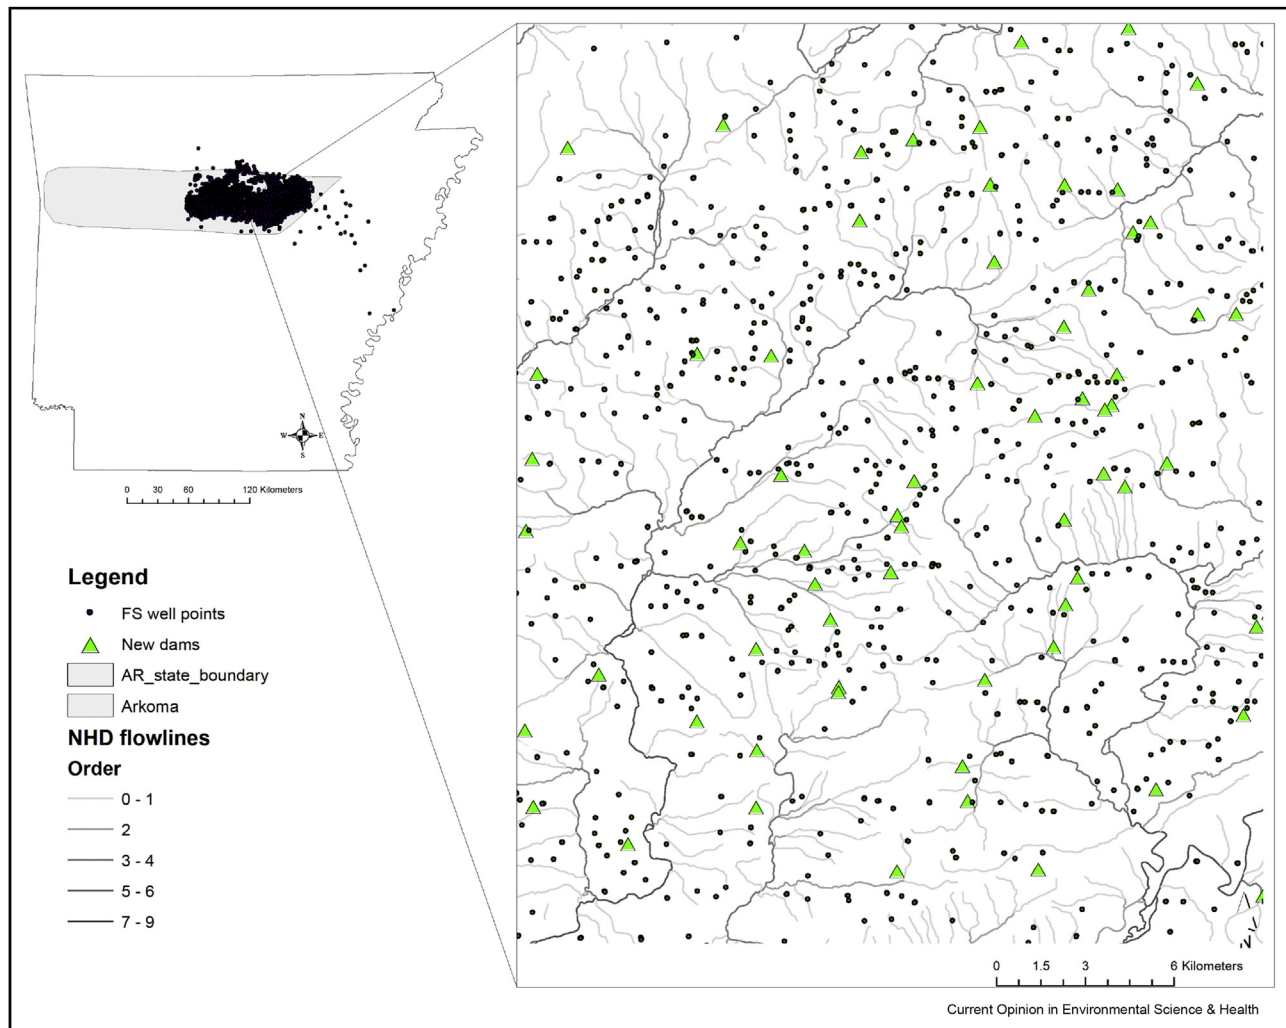 N
W
E
S
0 30 60 120 Kilometers
Legend
FS well points
New dams
AR_state_boundary
Arkoma
NHD flowlines
Order
0 - 1
2
3 - 4
5 - 6
7 - 9
0 1.5 3 6 Kilometers
Current Opinion in Environmental Science & Health